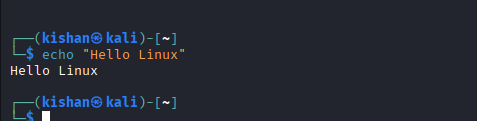 ┌──(kishan㉿kali)-[~]
└─$ echo "Hello Linux"
Hello Linux
┌──(kishan㉿kali)-[~]
└─$